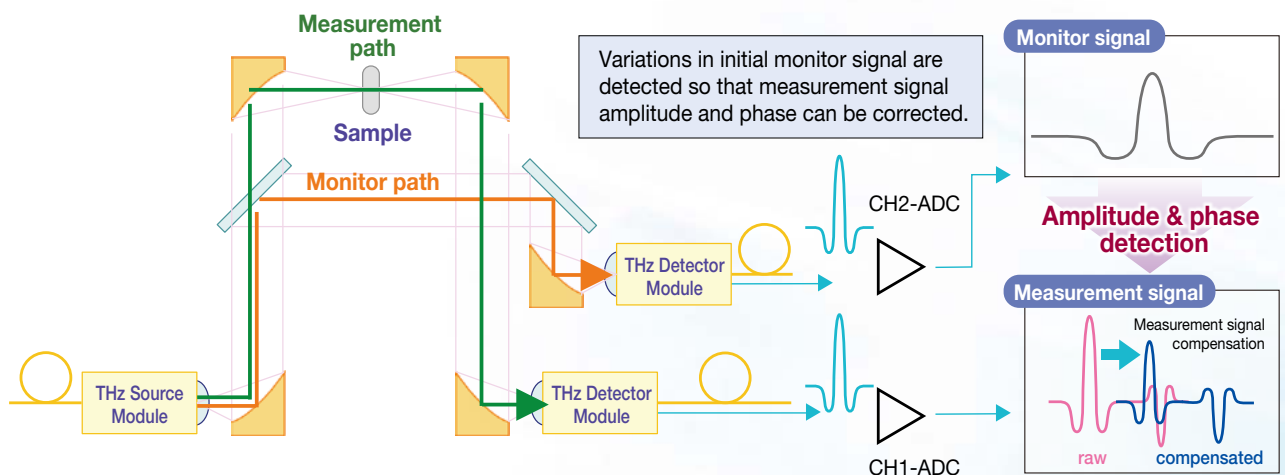 Measurement
path
Sample
Monitor path
THz Source
Module
THz Detector
Module
THz Detector
Module
Variations in initial monitor signal are
detected so that measurement signal
amplitude and phase can be corrected.
CH2-ADC
CH1-ADC
Monitor signal
Amplitude & phase
detection
Measurement signal
Measurement signal
compensation
raw
compensated